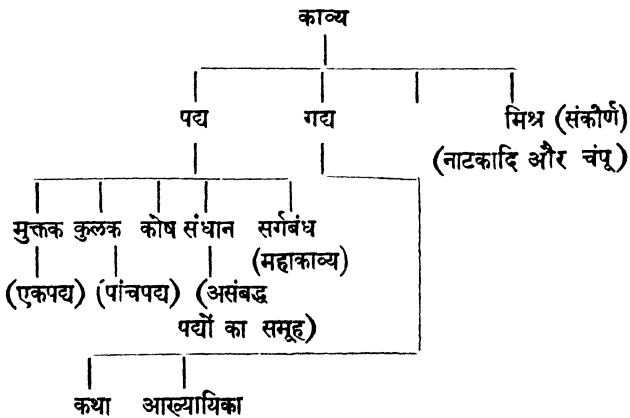 काव्य
पद्य गद्य मिश्र (संकीर्ण)
(नाटकादि और चंपू)
मुक्तक कुलक कोष संधान सर्गबंध
(महाकाव्य)
(एकपद्य) (पांचपद्य) (असंबद्ध
पद्यों का समूह)
कथा आख्यायिका